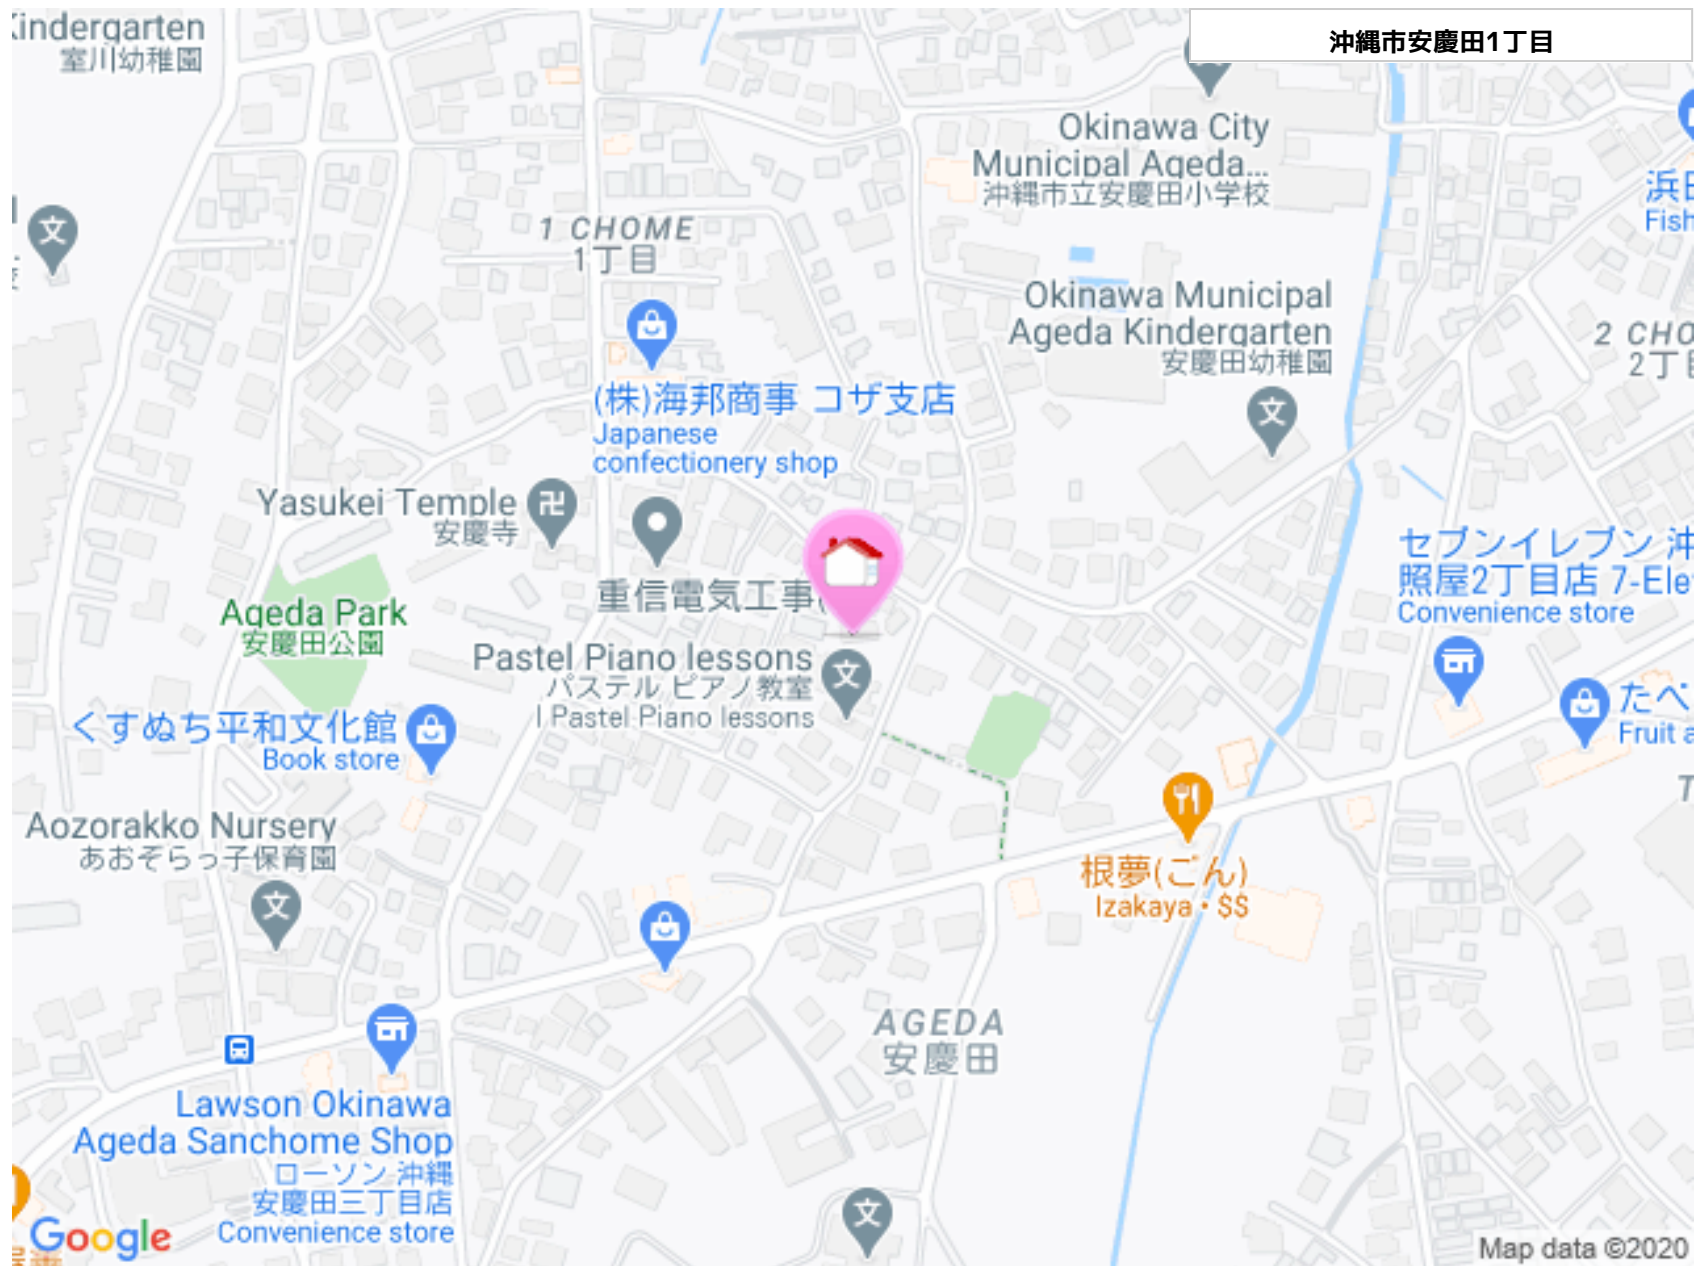 沖縄市安慶田1丁目
Kindergarten
室川幼稚園
Okinawa City
Municipal Ageda...
沖縄市立安慶田小学校
浜
Fish
1 CHOME
1丁目
Okinawa Municipal
Ageda Kindergarten
安慶田幼稚園
2 CHO
2丁
(株)海邦商事 コザ支店
Japanese
confectionery shop
Yasukei Temple
安慶寺
セブンイレブン 沖
照屋2丁目店 7-Ele
Convenience store
重信電気工事(
Ageda Park
安慶田公園
Pastel Piano lessons
パステル ピアノ教室
| Pastel Piano lessons
くすぬち平和文化館
Book store
たべ
Fruit a
T
Aozorakko Nursery
あおぞらっ子保育園
根夢(ごん)
Izakaya・$$
AGEDA
安慶田
Lawson Okinawa
Ageda Sanchome Shop
ローソン 沖縄
安慶田三丁目店
Convenience store
Google
Map data ©2020